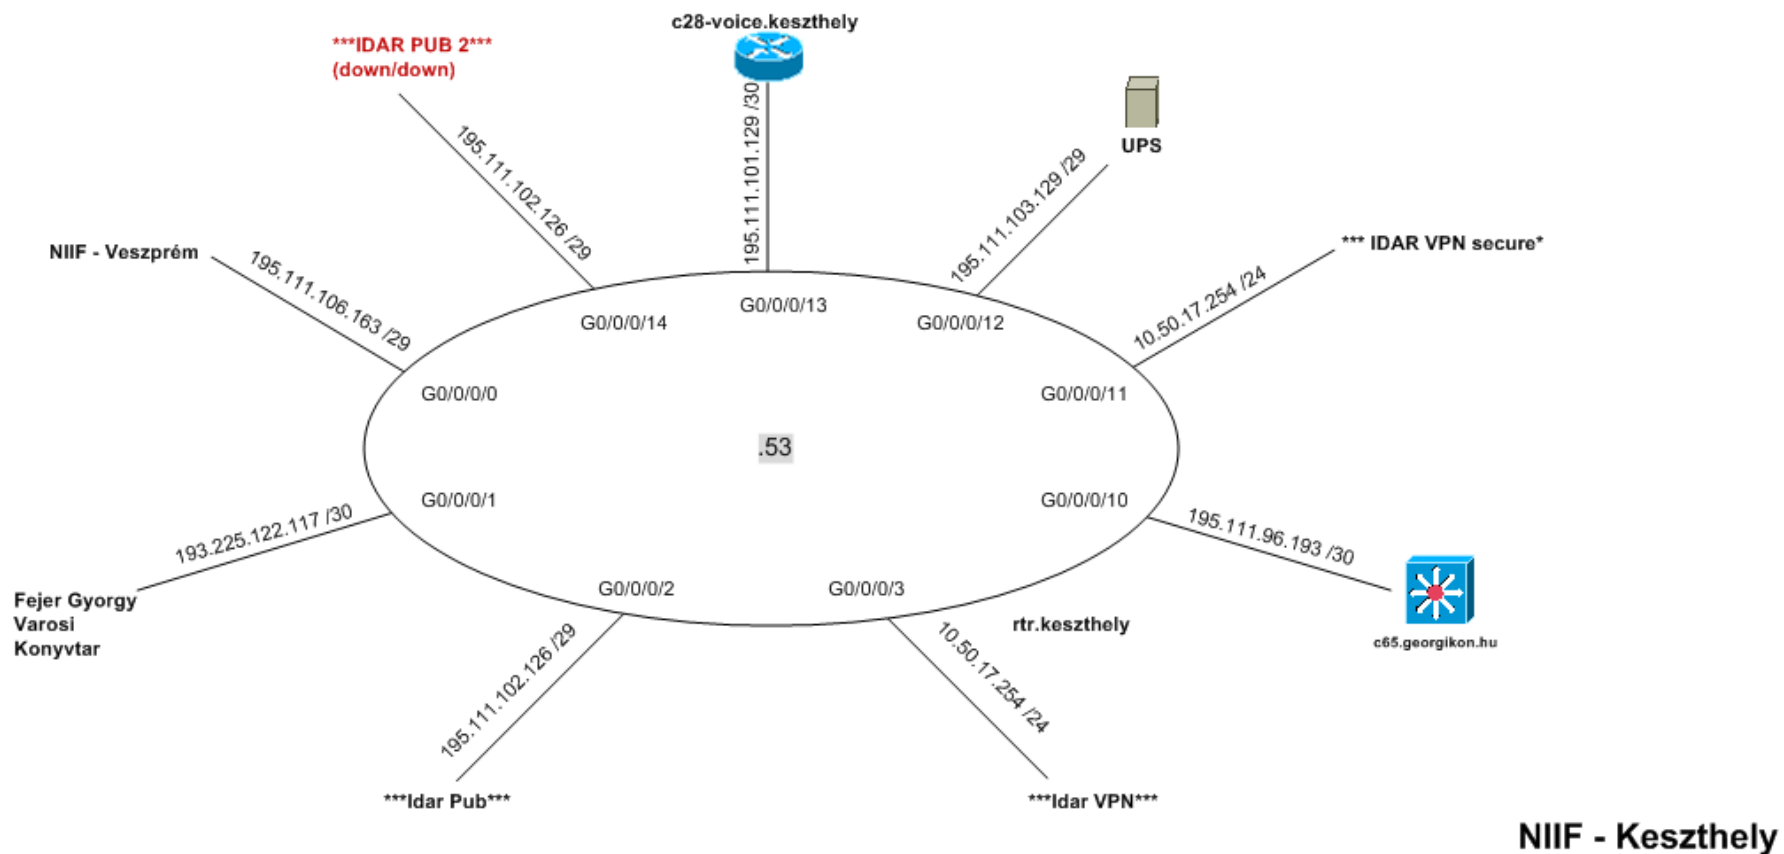 c28-voice.keszthely
***IDAR PUB 2***
(down/down)
195.111.101.129 /30
UPS
195.111.102.126 /29
195.111.103.129 /29
NIIF - Veszprém
195.111.106.163 /29
*** IDAR VPN secure*
10.50.17.254 /24
G0/0/0/14
G0/0/0/13
G0/0/0/12
G0/0/0/0
G0/0/0/11
.53
G0/0/0/1
G0/0/0/10
193.225.122.117 /30
195.111.96.193 /30
Fejer Gyorgy
Varosi
Konyvtar
G0/0/0/2
G0/0/0/3
rtr.keszthely
c65.georgikon.hu
195.111.102.126 /29
10.50.17.254 /24
***Idar Pub***
***Idar VPN***
NIIF - Keszthely